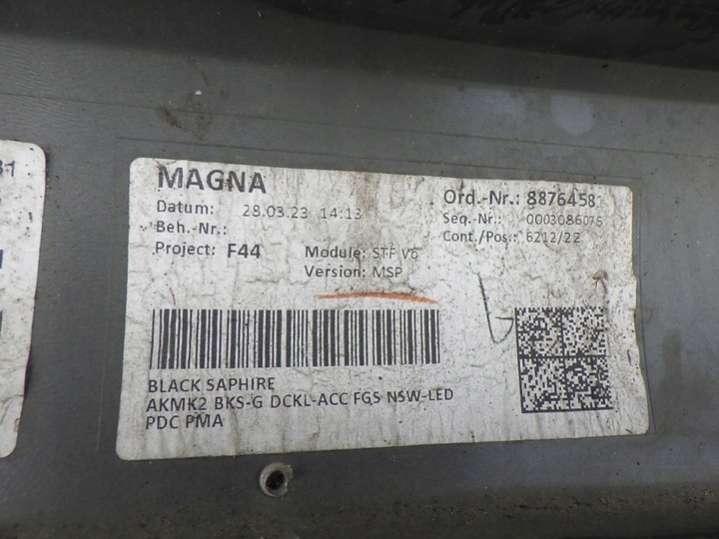 MAGNA
Datum: 28.03.23 14:13
Beh.-Nr.:
Project: F44
Module: STF V6
Version: MSP
Ord.-Nr.: 8876458
Seq.-Nr: 0003086076
Cont./Pos.: 6212/22
BLACK SAPHIRE
AKMK2 BKS-G DCKL-ACC FGS NSW-LED
PDC PMA